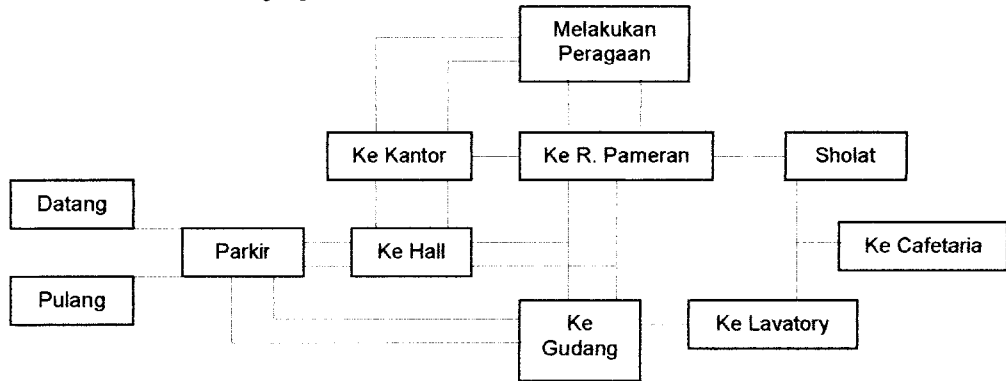 Melakukan
Peragaan
Ke Kantor
Ke R. Pameran
Sholat
Datang
Parkir
Ke Hall
Ke Cafetaria
Pulang
Ke
Gudang
Ke Lavatory